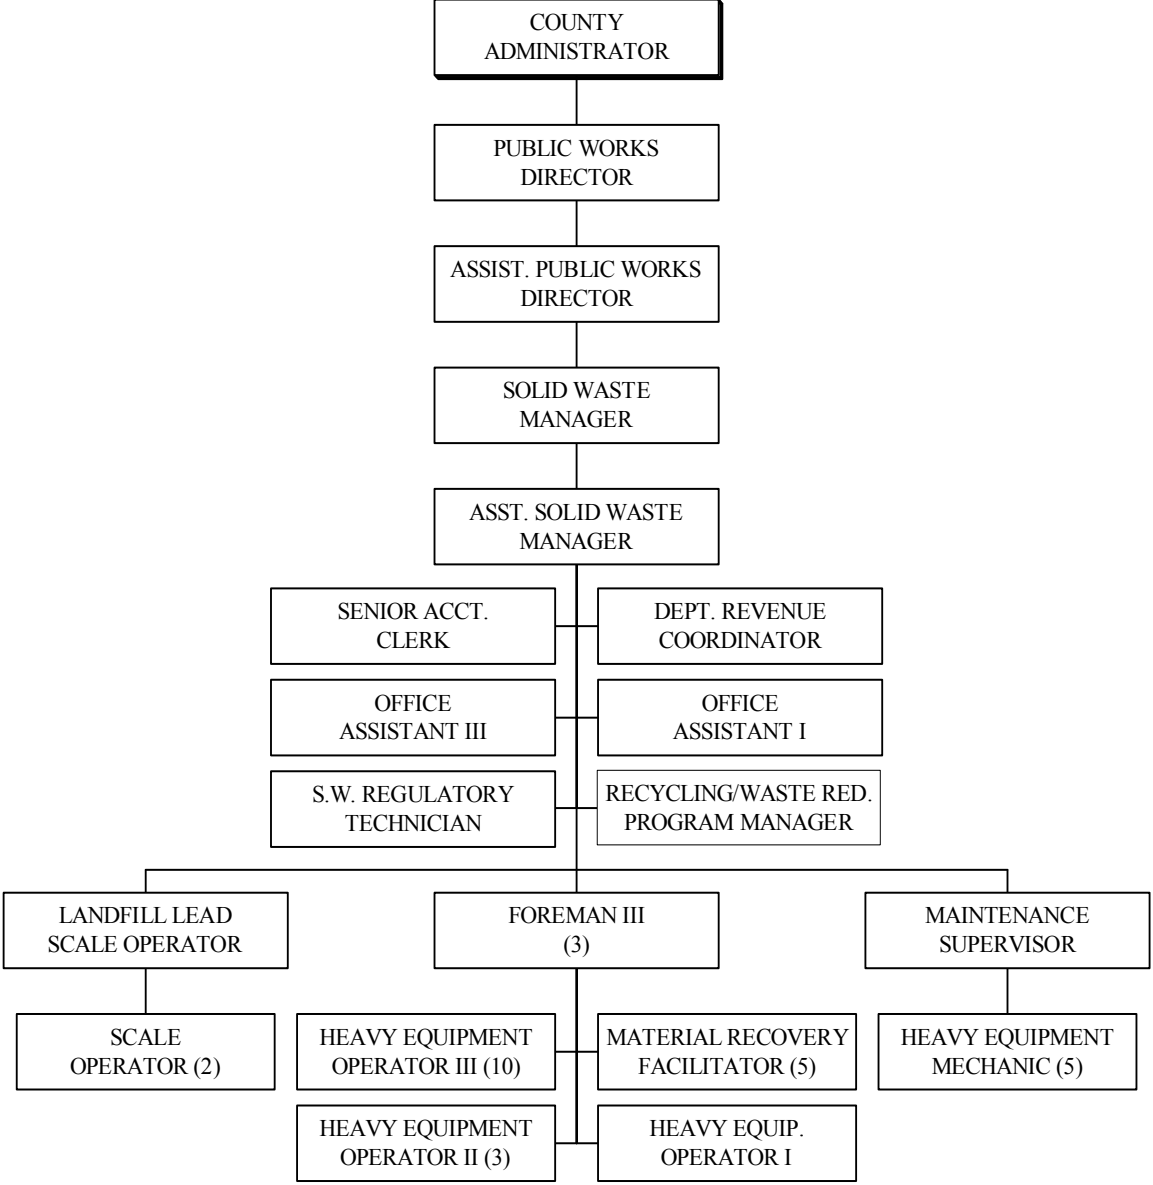 COUNTY
ADMINISTRATOR
PUBLIC WORKS
DIRECTOR
ASSIST. PUBLIC WORKS
DIRECTOR
SOLID WASTE
MANAGER
ASST. SOLID WASTE
MANAGER
SENIOR ACCT.
CLERK
DEPT. REVENUE
COORDINATOR
OFFICE
ASSISTANT III
OFFICE
ASSISTANT I
S.W. REGULATORY
TECHNICIAN
RECYCLING/WASTE RED.
PROGRAM MANAGER
LANDFILL LEAD
SCALE OPERATOR
FOREMAN III
(3)
MAINTENANCE
SUPERVISOR
SCALE
OPERATOR (2)
HEAVY EQUIPMENT
OPERATOR III (10)
MATERIAL RECOVERY
FACILITATOR (5)
HEAVY EQUIPMENT
MECHANIC (5)
HEAVY EQUIPMENT
OPERATOR II (3)
HEAVY EQUIP.
OPERATOR I